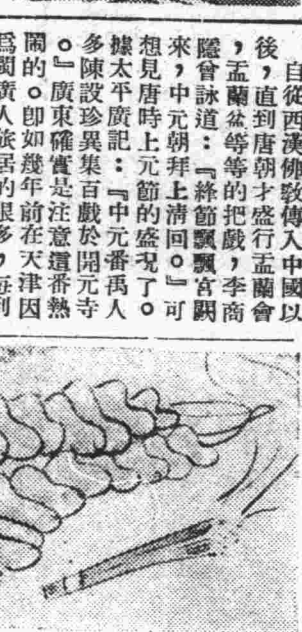 自從西漢佛敎傳入中國以
後，直到唐朝才盛行盂蘭會
，盂蘭盆等等的把戲，李商
隱曾詠道：『絳節飄飄宮闕
來，中元朝拜上淸回。』可
想見唐時上元節的盛况了。
據太平廣記：『中元番禺人
多陳設珍異集百戲於開元寺
。』廣東確實是注意這番熱
鬧的。卽如幾年前在天津因
爲閩廣人旅居的很多，每到